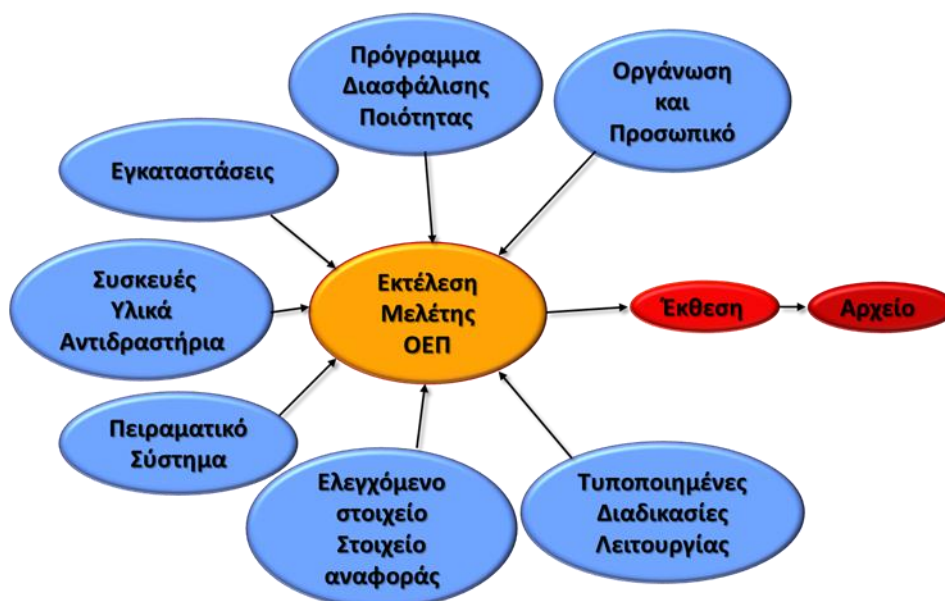 Πρόγραμμα
Διασφάλισης
Ποιότητας
Οργάνωση
και
Προσωπικό
Εγκαταστάσεις
Συσκευές
Υλικά
Αντιδραστήρια
Εκτέλεση
Μελέτης
ΟΕΠ
Έκθεση
Αρχείο
Πειραματικό
Σύστημα
Ελεγχόμενο
στοιχείο
Στοιχείο
αναφοράς
Τυποποιημένες
Διαδικασίες
Λειτουργίας